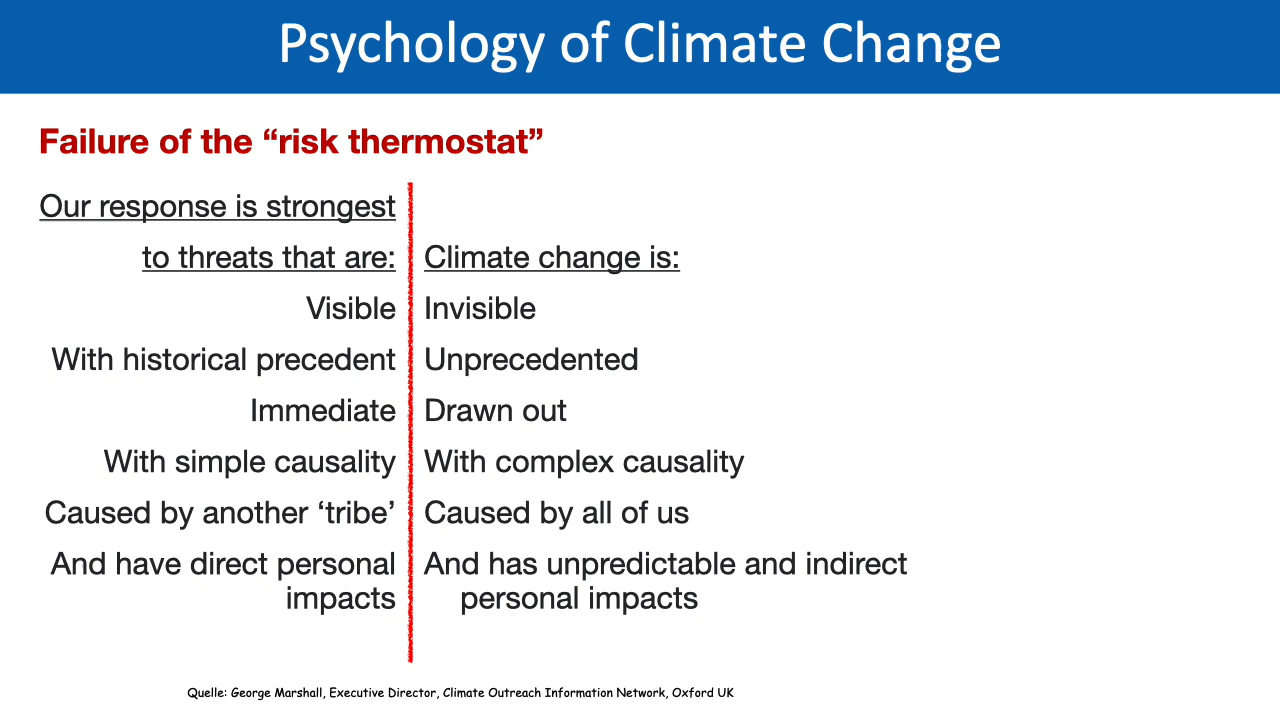 Psychology of Climate Change
Failure of the “risk thermostat”
Our response is strongest
to threats that are:
Climate change is:
Visible
Invisible
With historical precedent
Unprecedented
Immediate
Drawn out
With simple causality
With complex causality
Caused by another ‘tribe’
Caused by all of us
And have direct personal
impacts
And has unpredictable and indirect
personal impacts
Quelle: George Marshall, Executive Director, Climate Outreach Information Network, Oxford UK